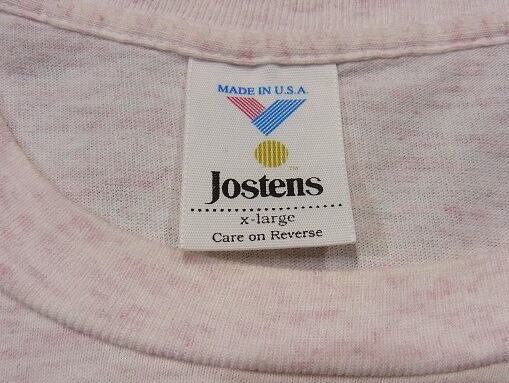 MADE IN U.S.A.
Jostens
x-large
Care on Reverse